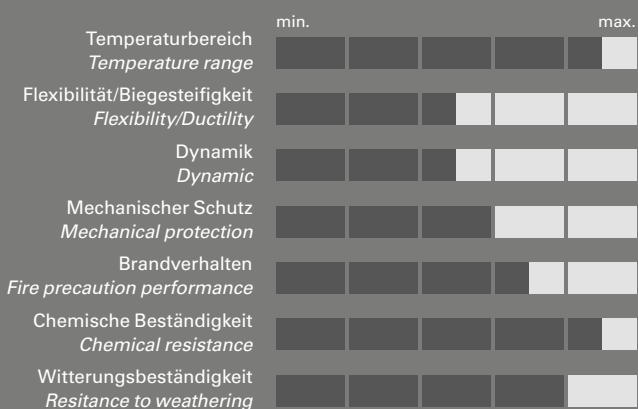 min. max.
Temperaturbereich
Temperature range
Flexibilität/Biegesteifigkeit
Flexibility/Ductility
Dynamik
Dynamic
Mechanischer Schutz
Mechanical protection
Brandverhalten
Fire precaution performance
Chemische Beständigkeit
Chemical resistance
Witterungsbeständigkeit
Resitance to weathering